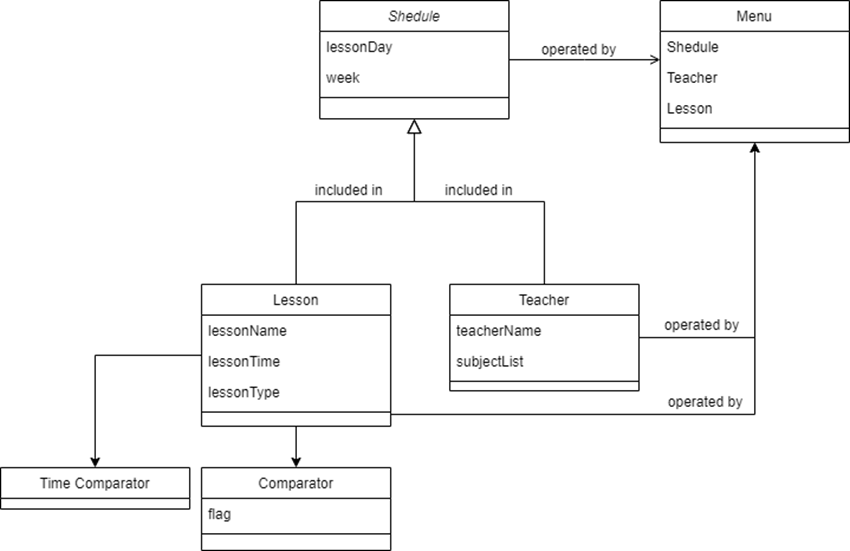 Shedule
lessonDay
week
operated by
Menu
Shedule
Teacher
Lesson
included in
included in
Lesson
lessonName
lessonTime
lessonType
Teacher
teacherName
subjectList
operated by
operated by
Time Comparator
Comparator
flag